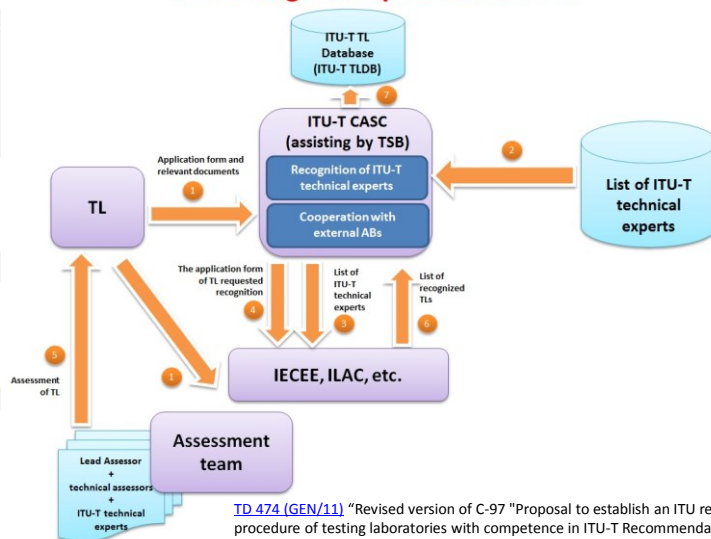 ITU-T TL
Database
(ITU-T TLDB)
7
ITU-T CASC
(assisting by TSB)
Recognition of ITU-T
technical experts
Cooperation with
external ABs
2
List of ITU-T
technical
experts
Application form and
relevant documents
1
TL
The application form
of TL requested
recognition
4
List of
ITU-T
technical
experts
3
List of
recognized
TLs
6
5
Assessment
of TL
1
IECEE, ILAC, etc.
Assessment
team
Lead Assessor
+
technical assessors
+
ITU-T technical
experts
TD 474 (GEN/11) “Revised version of C-97 "Proposal to establish an ITU re
procedure of testing laboratories with competence in ITU-T Recommenda